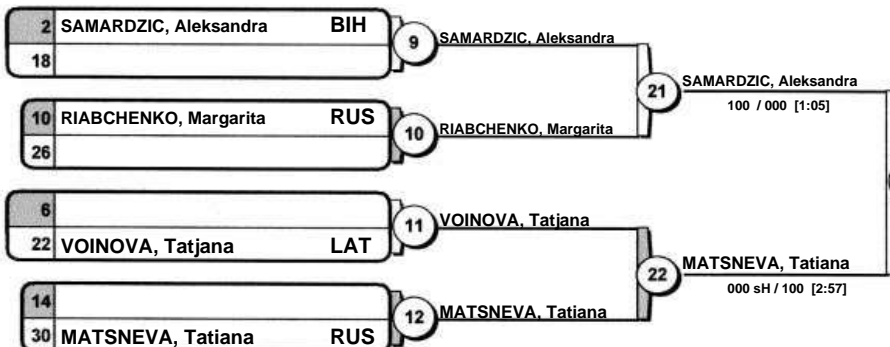 2 SAMARDZIC, Aleksandra BIH
18
9 SAMARDZIC, Aleksandra
10 RIABCHENKO, Margarita RUS
26
10 RIABCHENKO, Margarita
21 SAMARDZIC, Aleksandra
100 / 000 [1:05]
6
22 VOINOVA, Tatjana LAT
11 VOINOVA, Tatjana
14
30 MATSNEVA, Tatiana RUS
12 MATSNEVA, Tatiana
22 MATSNEVA, Tatiana
000 sH / 100 [2:57]